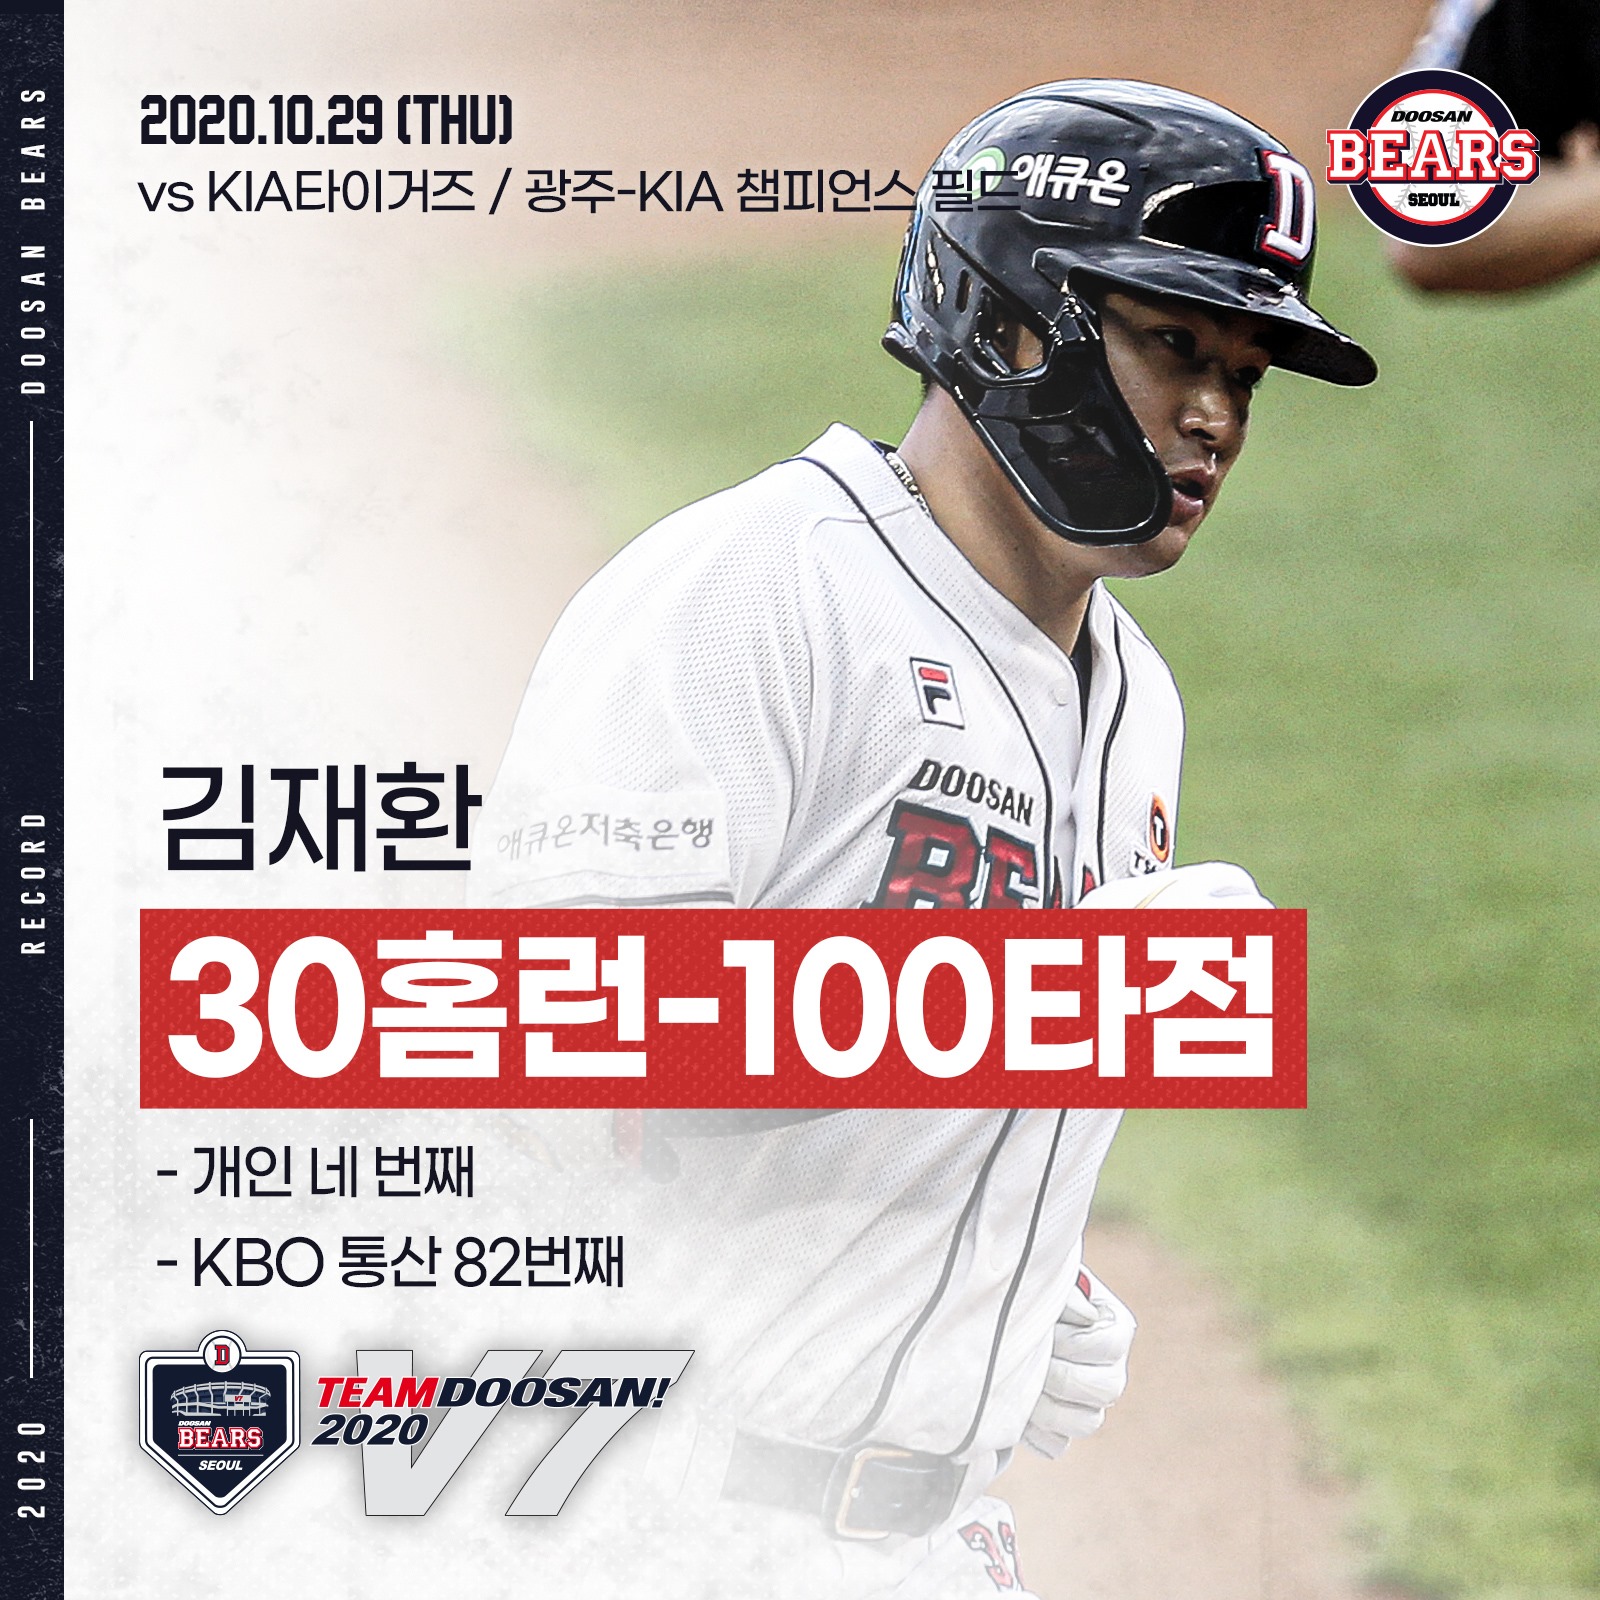 2020.10.29 (THU)
vs KIA타이거즈 / 광주-KIA 챔피언스 필드
애큐온
D
DOOSAN
BEARS
SEOUL
DOOSAN BEARS
RECORD
2020
DOOSAN
애큐온저축은행
김재환
30홈런-100타점
- 개인 네 번째
- KBO 통산 82번째
D
V7
DOOSAN
BEARS
SEOUL
V7
TEAMDOOSAN!
2020